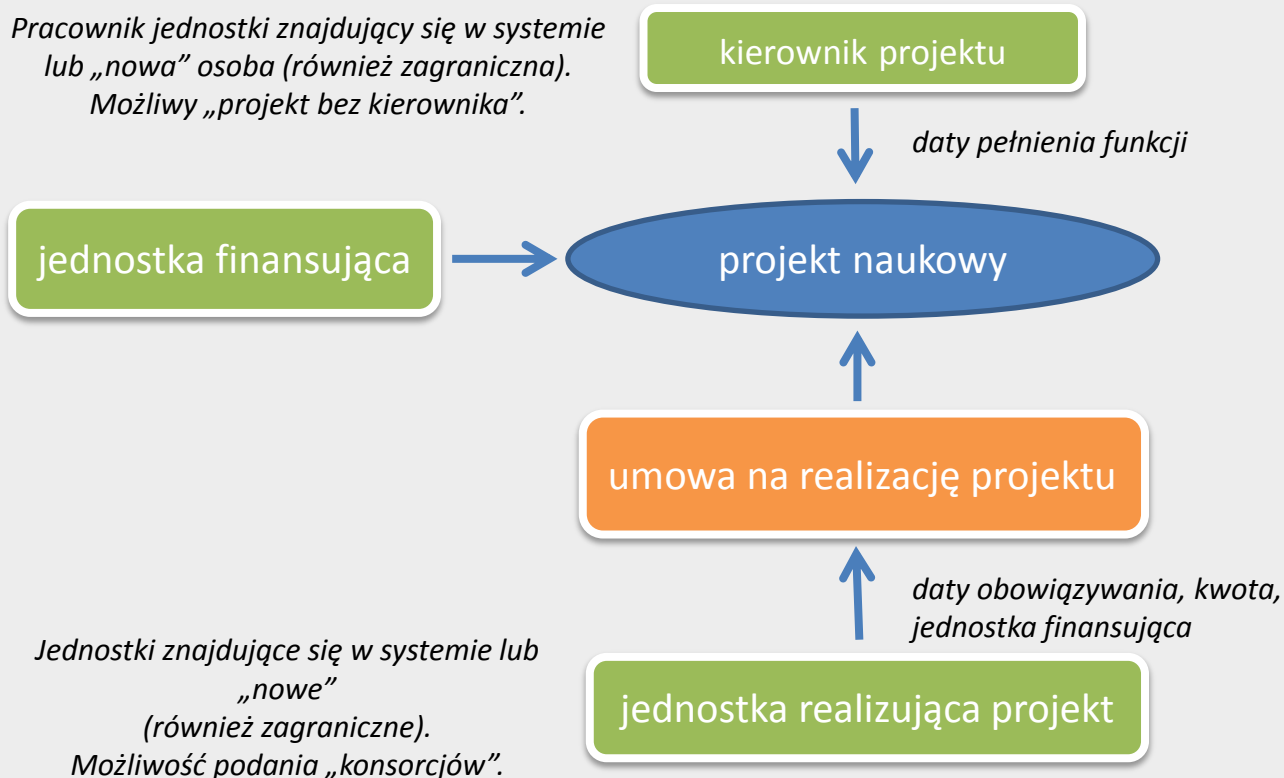 Pracownik jednostki znajdujący się w systemie
lub „nowa” osoba (również zagraniczna).
Możliwy „projekt bez kierownika”.
kierownik projektu
daty pełnienia funkcji
jednostka finansująca
projekt naukowy
umowa na realizację projektu
daty obowiązywania, kwota,
jednostka finansująca
Jednostki znajdujące się w systemie lub
„nowe”
(również zagraniczne).
Możliwość podania „konsorcjów”.
jednostka realizująca projekt